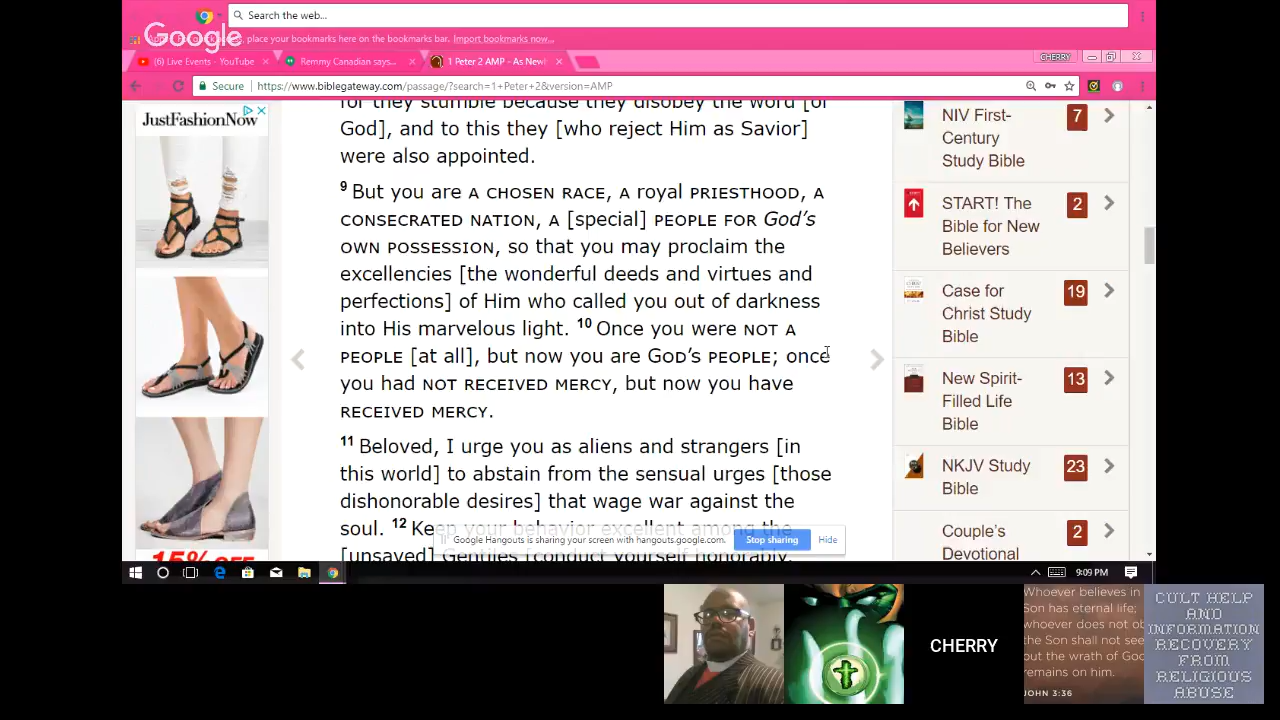 Search the web...
Google
place your bookmarks here on the bookmarks bar. Import bookmarks now...
(6) Live Events - YouTube
Remmy Canadian says...
1 Peter 2 AMP - As New
CHERRY
Secure
https://www.biblegateway.com/passage/?search=1+Peter+2&version=AMP
JustFashionNow
15% OFF
for they stumble because they disobey the word [of
God], and to this they [who reject Him as Savior]
were also appointed.
9 But you are A CHOSEN RACE, A royal PRIESTHOOD, A
CONSECRATED NATION, A [special] PEOPLE FOR God's
OWN POSSESSION, so that you may proclaim the
excellencies [the wonderful deeds and virtues and
perfections] of Him who called you out of darkness
into His marvelous light. 10 Once you were NOT A
PEOPLE [at all], but now you are GOD'S PEOPLE; once
you had NOT RECEIVED MERCY, but now you have
RECEIVED MERCY.
11 Beloved, I urge you as aliens and strangers [in
this world] to abstain from the sensual urges [those
dishonorable desires] that wage war against the
soul. 12 Keep your behavior excellent among the
[unsaved] Gentiles [conduct yourself honorably,
Google Hangouts is sharing your screen with hangouts.google.com.
Stop sharing
Hide
NIV First-
Century
Study Bible
7
START! The
Bible for New
Believers
2
Case for
Christ Study
Bible
19
New Spirit-
Filled Life
Bible
13
NKJV Study
Bible
23
Couple's
Devotional
2
9:09 PM
CHERRY
Whoever believes in
Son has eternal life;
whoever does not ob
the Son shall not see
but the wrath of God
remains on him.
JOHN 3:36
CULT HELP
AND
INFORMATION
RECOVERY
FROM
RELIGIOUS
ABUSE